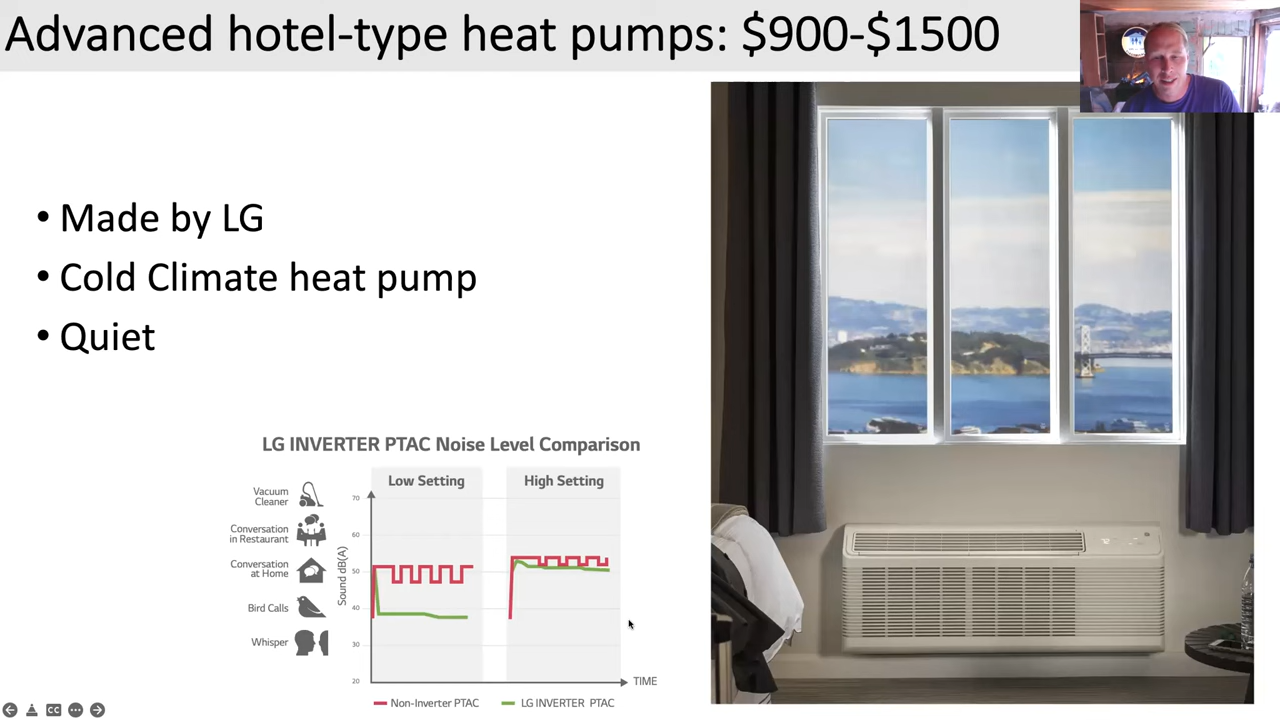 Advanced hotel-type heat pumps: $900-$1500
• Made by LG
• Cold Climate heat pump
• Quiet
LG INVERTER PTAC Noise Level Comparison
Low Setting
High Setting
Vacuum
Cleaner
Conversation
in Restaurant
Conversation
at Home
Bird Calls
Whisper
Sound dB(A)
70
60
50
40
30
20
TIME
Non-Inverter PTAC
LG INVERTER PTAC
CC